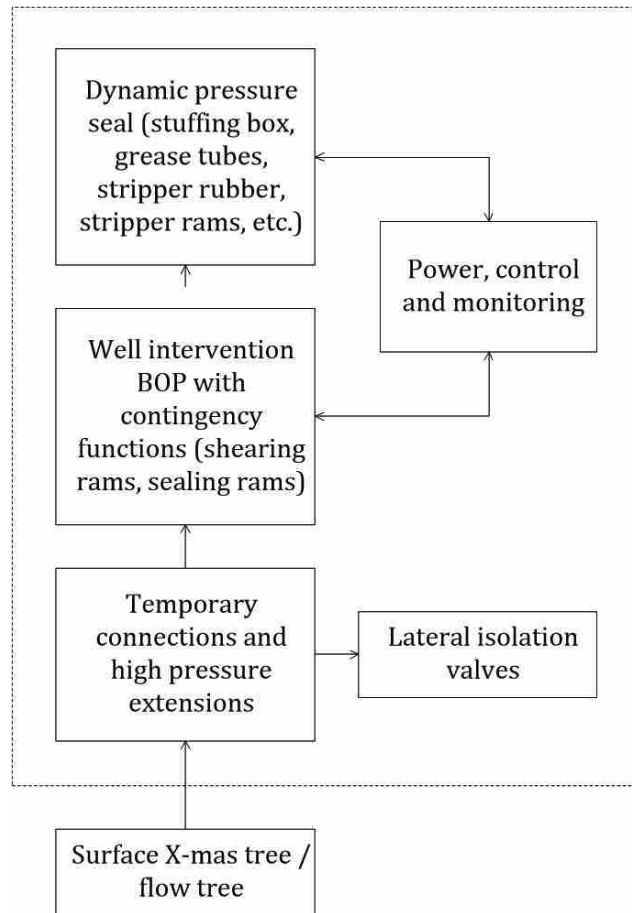 Dynamic pressure
seal (stuffing box,
grease tubes,
stripper rubber,
stripper rams, etc.)
Power, control
and monitoring
Well intervention
BOP with
contingency
functions (shearing
rams, sealing rams)
Temporary
connections and
high pressure
extensions
Lateral isolation
valves
Surface X-mas tree /
flow tree